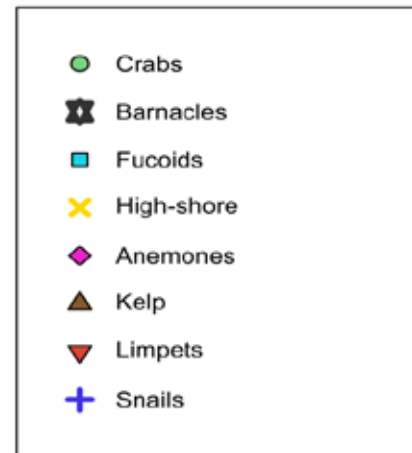 Crabs
Barnacles
Fucoids
High-shore
Anemones
Kelp
Limpets
Snails